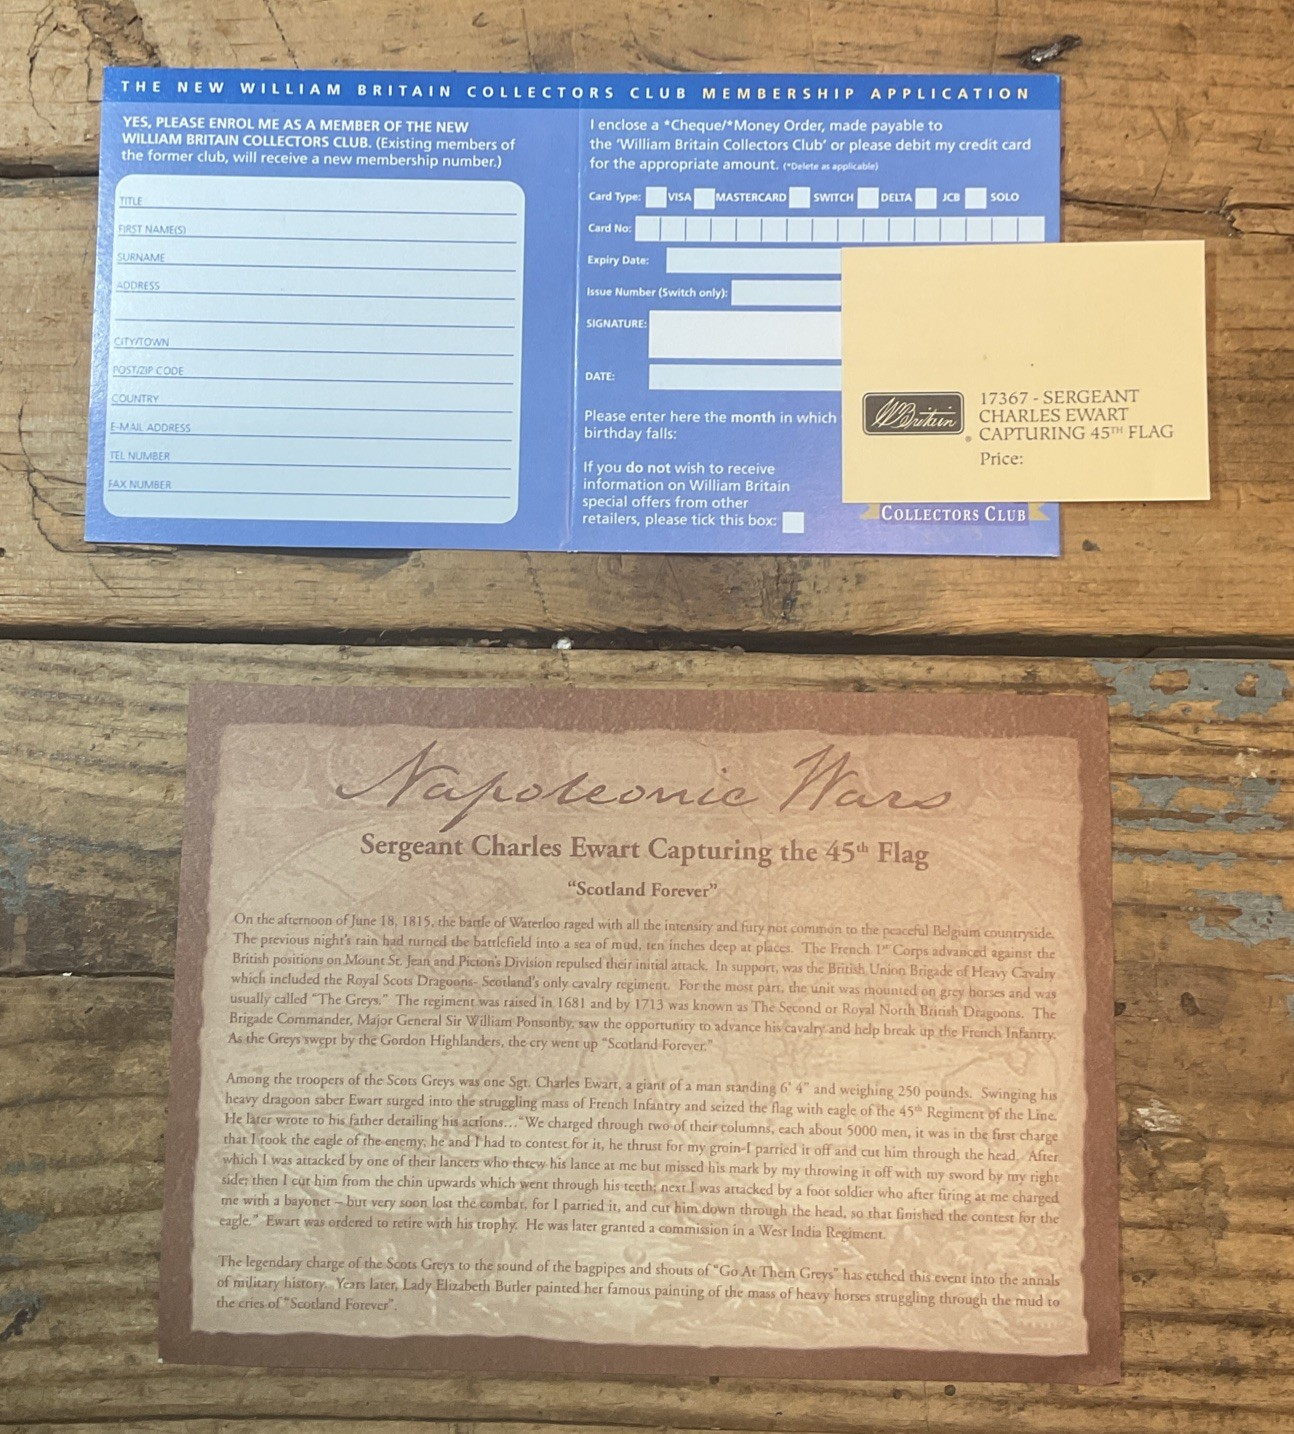 THE NEW WILLIAM BRITAIN COLLECTORS CLUB MEMBERSHIP APPLICATION
YES, PLEASE ENROL ME AS A MEMBER OF THE NEW
WILLIAM BRITAIN COLLECTORS CLUB. (Existing members of
the former club, will receive a new membership number.)
TITLE
FIRST NAME(S)
SURNAME
ADDRESS
CITY/TOWN
POST/ZIP CODE
COUNTRY
E-MAIL ADDRESS
TEL NUMBER
FAX NUMBER
I enclose a *Cheque/*Money Order, made payable to
the 'William Britain Collectors Club' or please debit my credit card
for the appropriate amount. (*Delete as applicable)
Card Type: VISA MASTERCARD SWITCH DELTA JCB SOLO
Card No:
Expiry Date:
Issue Number (Switch only):
SIGNATURE:
DATE:
Please enter here the month in which
birthday falls:
If you do not wish to receive
information on William Britain
special offers from other
retailers, please tick this box:
COLLECTORS CLUB
W Britain
17367 - SERGEANT
CHARLES EWART
CAPTURING 45TH FLAG
Price:
Napoleonic Wars
Sergeant Charles Ewart Capturing the 45th Flag
"Scotland Forever"
On the afternoon of June 18, 1815, the battle of Waterloo raged with all the intensity and fury not common to the peaceful Belgium countryside.
The previous night's rain had turned the battlefield into a sea of mud, ten inches deep at places. The French 1st Corps advanced against the
British positions on Mount St. Jean and Picton's Division repulsed their initial attack. In support, was the British Union Brigade of Heavy Cavalry
which included the Royal Scots Dragoons- Scotland's only cavalry regiment. For the most part, the unit was mounted on grey horses and was
usually called "The Greys." The regiment was raised in 1681 and by 1713 was known as The Second or Royal North British Dragoons. The
Brigade Commander, Major General Sir William Ponsonby, saw the opportunity to advance his cavalry and help break up the French Infantry.
As the Greys swept by the Gordon Highlanders, the cry went up "Scotland Forever."
Among the troopers of the Scots Greys was one Sgt. Charles Ewart, a giant of a man standing 6' 4" and weighing 250 pounds. Swinging his
heavy dragoon saber Ewart surged into the struggling mass of French Infantry and seized the flag with eagle of the 45th Regiment of the Line.
He later wrote to his father detailing his actions…"We charged through two of their columns, each about 5000 men, it was in the first charge
that I took the eagle of the enemy, he and I had to contest for it, he thrust for my groin-I parried it off and cut him through the head. After
which I was attacked by one of their lancers who threw his lance at me but missed his mark by my throwing it off with my sword by my right
side; then I cut him from the chin upwards which went through his teeth; next I was attacked by a foot soldier who after firing at me charged
me with a bayonet – but very soon lost the combat, for I parried it, and cut him down through the head, so that finished the contest for the
eagle." Ewart was ordered to retire with his trophy. He was later granted a commission in a West India Regiment.
The legendary charge of the Scots Greys to the sound of the bagpipes and shouts of "Go At Them Greys" has etched this event into the annals
of military history. Years later, Lady Elizabeth Butler painted her famous painting of the mass of heavy horses struggling through the mud to
the cries of "Scotland Forever".